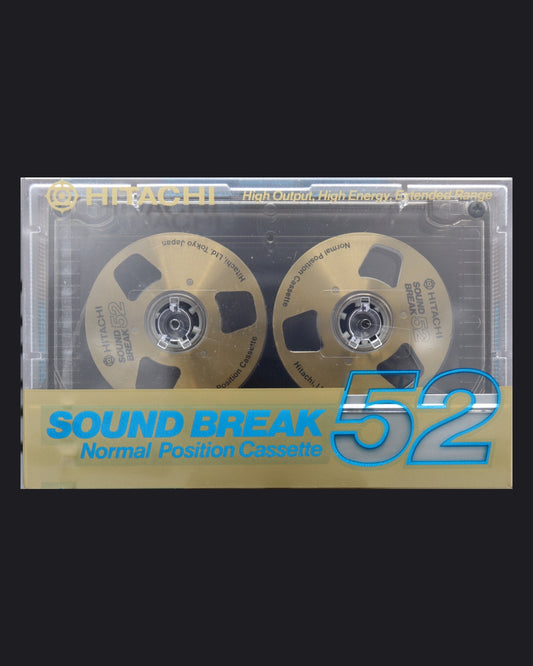 HITACHI
High Output, High Energy, Extended Range
Hitachi, Ltd Tokyo Japan
HITACHI
SOUND
BREAK 52
Position Cassette
Normal Position Cassette
HITACHI
SOUND
BREAK 52
Hitachi, L
SOUND BREAK 52
Normal Position Cassette